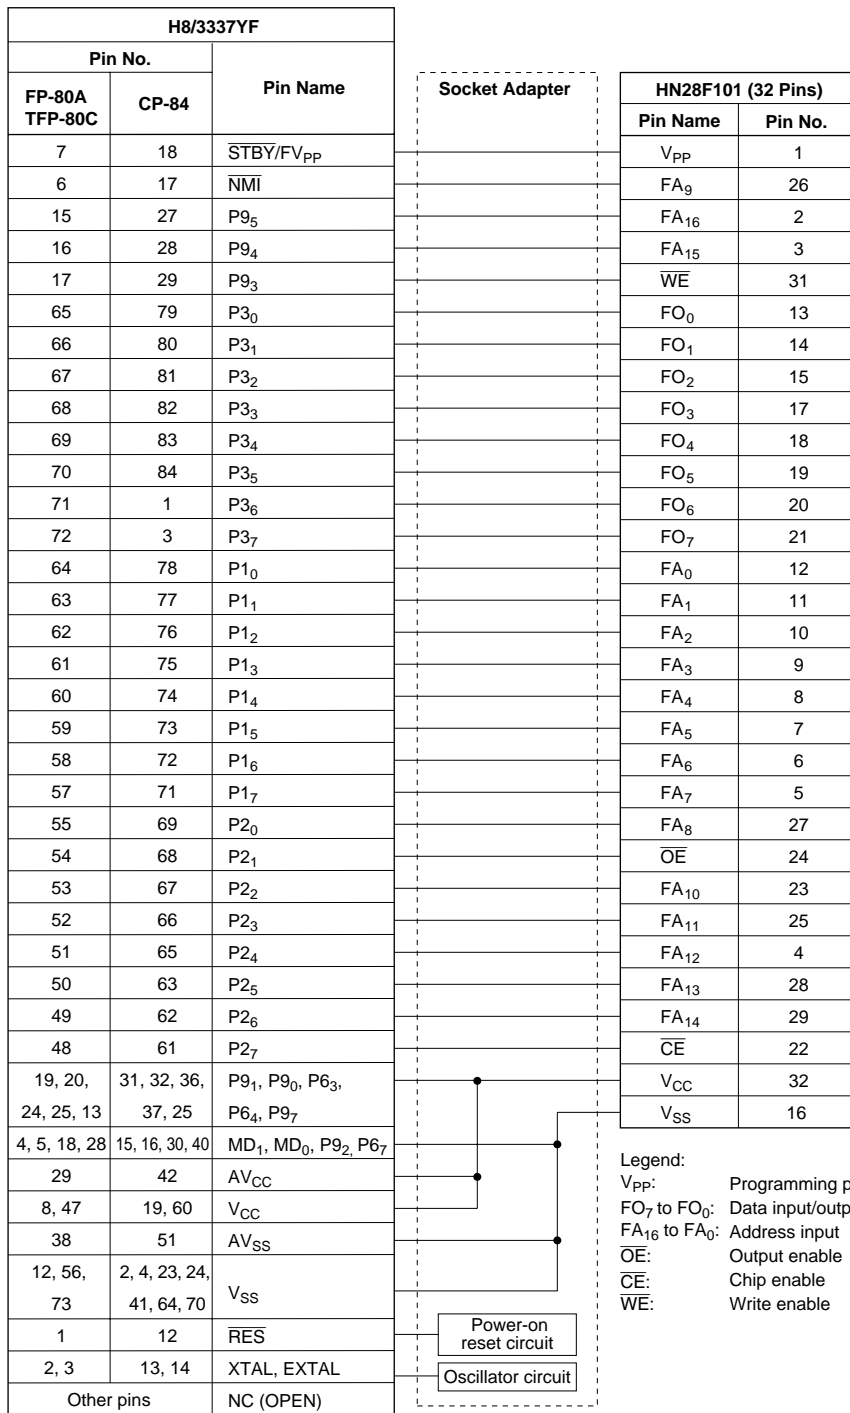 H8/3337YF
Pin No.
Pin Name
FP-80A
TFP-80C
CP-84
Socket Adapter
HN28F101 (32 Pins)
Pin Name Pin No.
7 18 STBY/FVPP VPP 1
6 17 NMI FA9 26
15 27 P95 FA16 2
16 28 P94 FA15 3
17 29 P93 WE 31
65 79 P30 FO0 13
66 80 P31 FO1 14
67 81 P32 FO2 15
68 82 P33 FO3 17
69 83 P34 FO4 18
70 84 P35 FO5 19
71 1 P36 FO6 20
72 3 P37 FO7 21
64 78 P10 FA0 12
63 77 P11 FA1 11
62 76 P12 FA2 10
61 75 P13 FA3 9
60 74 P14 FA4 8
59 73 P15 FA5 7
58 72 P16 FA6 6
57 71 P17 FA7 5
55 69 P20 FA8 27
54 68 P21 OE 24
53 67 P22 FA10 23
52 66 P23 FA11 25
51 65 P24 FA12 4
50 63 P25 FA13 28
49 62 P26 FA14 29
48 61 P27 CE 22
19, 20, 31, 32, 36, P91, P90, P63, VCC 32
24, 25, 13 37, 25 P64, P97 VSS 16
4, 5, 18, 28 15, 16, 30, 40 MD1, MD0, P92, P67
29 42 AVCC
8, 47 19, 60 VCC
38 51 AVSS
12, 56, 2, 4, 23, 24,
73 41, 64, 70 VSS
1 12 RES
Power-on
reset circuit
2, 3 13, 14 XTAL, EXTAL Oscillator circuit
Other pins NC (OPEN)
Legend:
VPP: Programming p
FO7 to FO0: Data input/outp
FA16 to FA0: Address input
OE: Output enable
CE: Chip enable
WE: Write enable